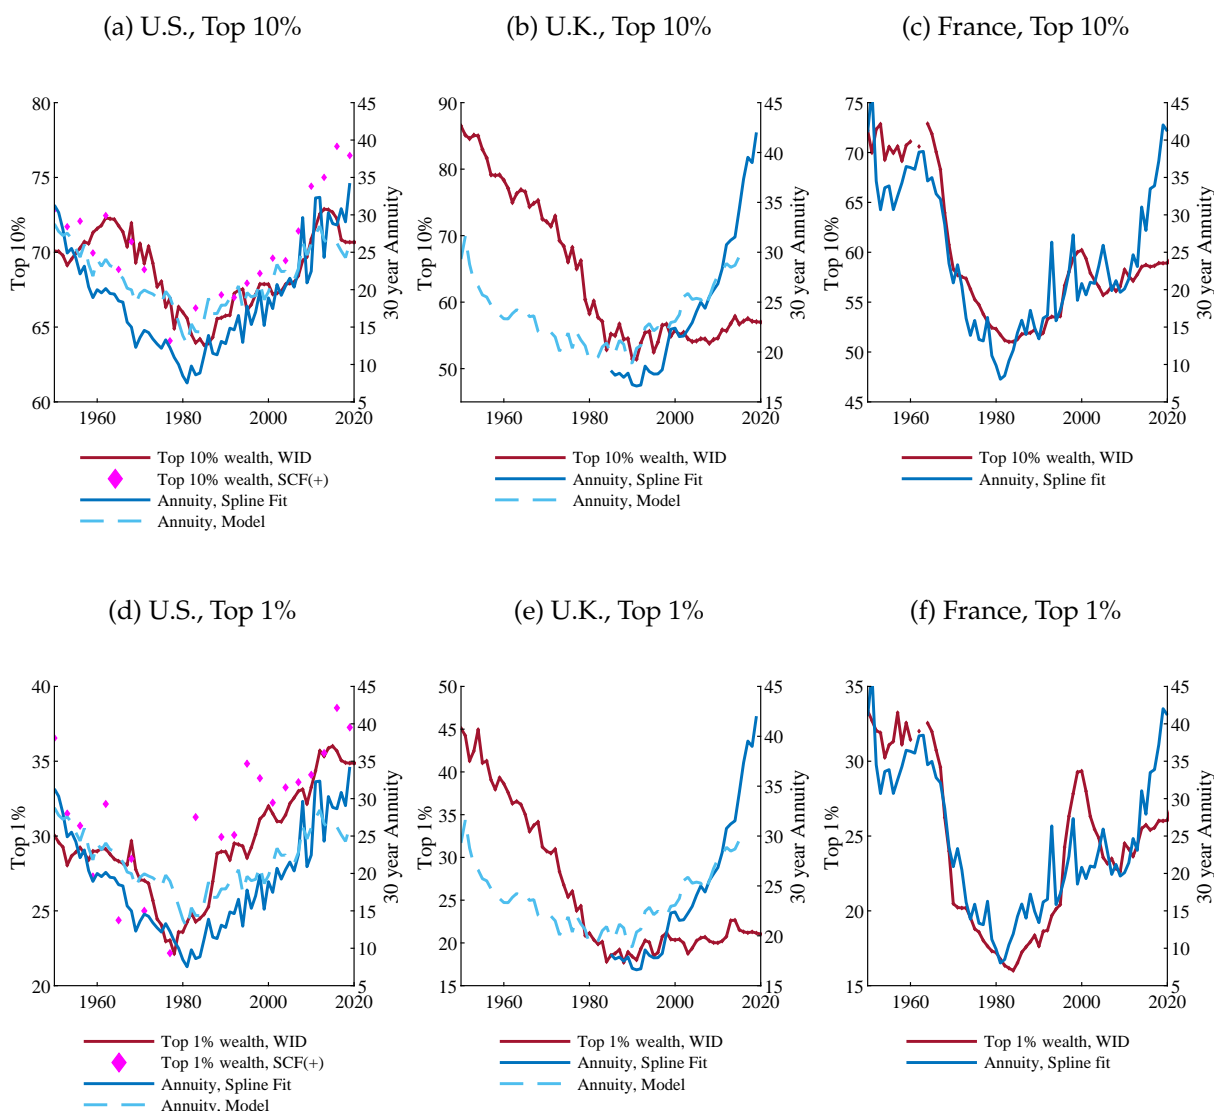 (a) U.S., Top 10%
(b) U.K., Top 10%
(c) France, Top 10%
80
75
70
65
60
Top 10%
45
40
35
30
25
20
15
10
5
30 year Annuity
1960 1980 2000 2020
90
80
70
60
50
Top 10%
45
40
35
30
25
20
15
30 year Annuity
1960 1980 2000 2020
75
70
65
60
55
50
45
Top 10%
45
40
35
30
25
20
15
10
5
30 year Annuity
1960 1980 2000 2020
Top 10% wealth, WID
Top 10% wealth, SCF(+)
Annuity, Spline Fit
Annuity, Model
Top 10% wealth, WID
Annuity, Spline Fit
Annuity, Model
Top 10% wealth, WID
Annuity, Spline fit
(d) U.S., Top 1%
(e) U.K., Top 1%
(f) France, Top 1%
40
35
30
25
20
Top 1%
45
40
35
30
25
20
15
10
5
30 year Annuity
1960 1980 2000 2020
50
45
40
35
30
25
20
15
Top 1%
45
40
35
30
25
20
15
30 year Annuity
1960 1980 2000 2020
35
30
25
20
15
Top 1%
45
40
35
30
25
20
15
10
5
30 year Annuity
1960 1980 2000 2020
Top 1% wealth, WID
Top 1% wealth, SCF(+)
Annuity, Spline Fit
Annuity, Model
Top 1% wealth, WID
Annuity, Spline Fit
Annuity, Model
Top 1% wealth, WID
Annuity, Spline fit